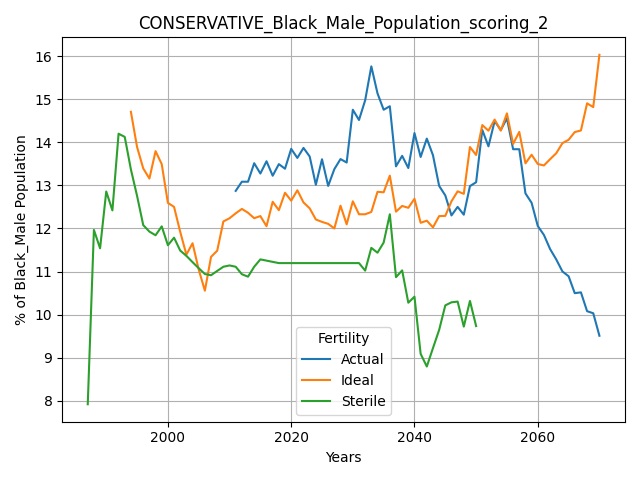 CONSERVATIVE_Black_Male_Population_scoring_2
% of Black_Male Population
16
15
14
13
12
11
10
9
8
Fertility
Actual
Ideal
Sterile
2000
2020
2040
2060
Years